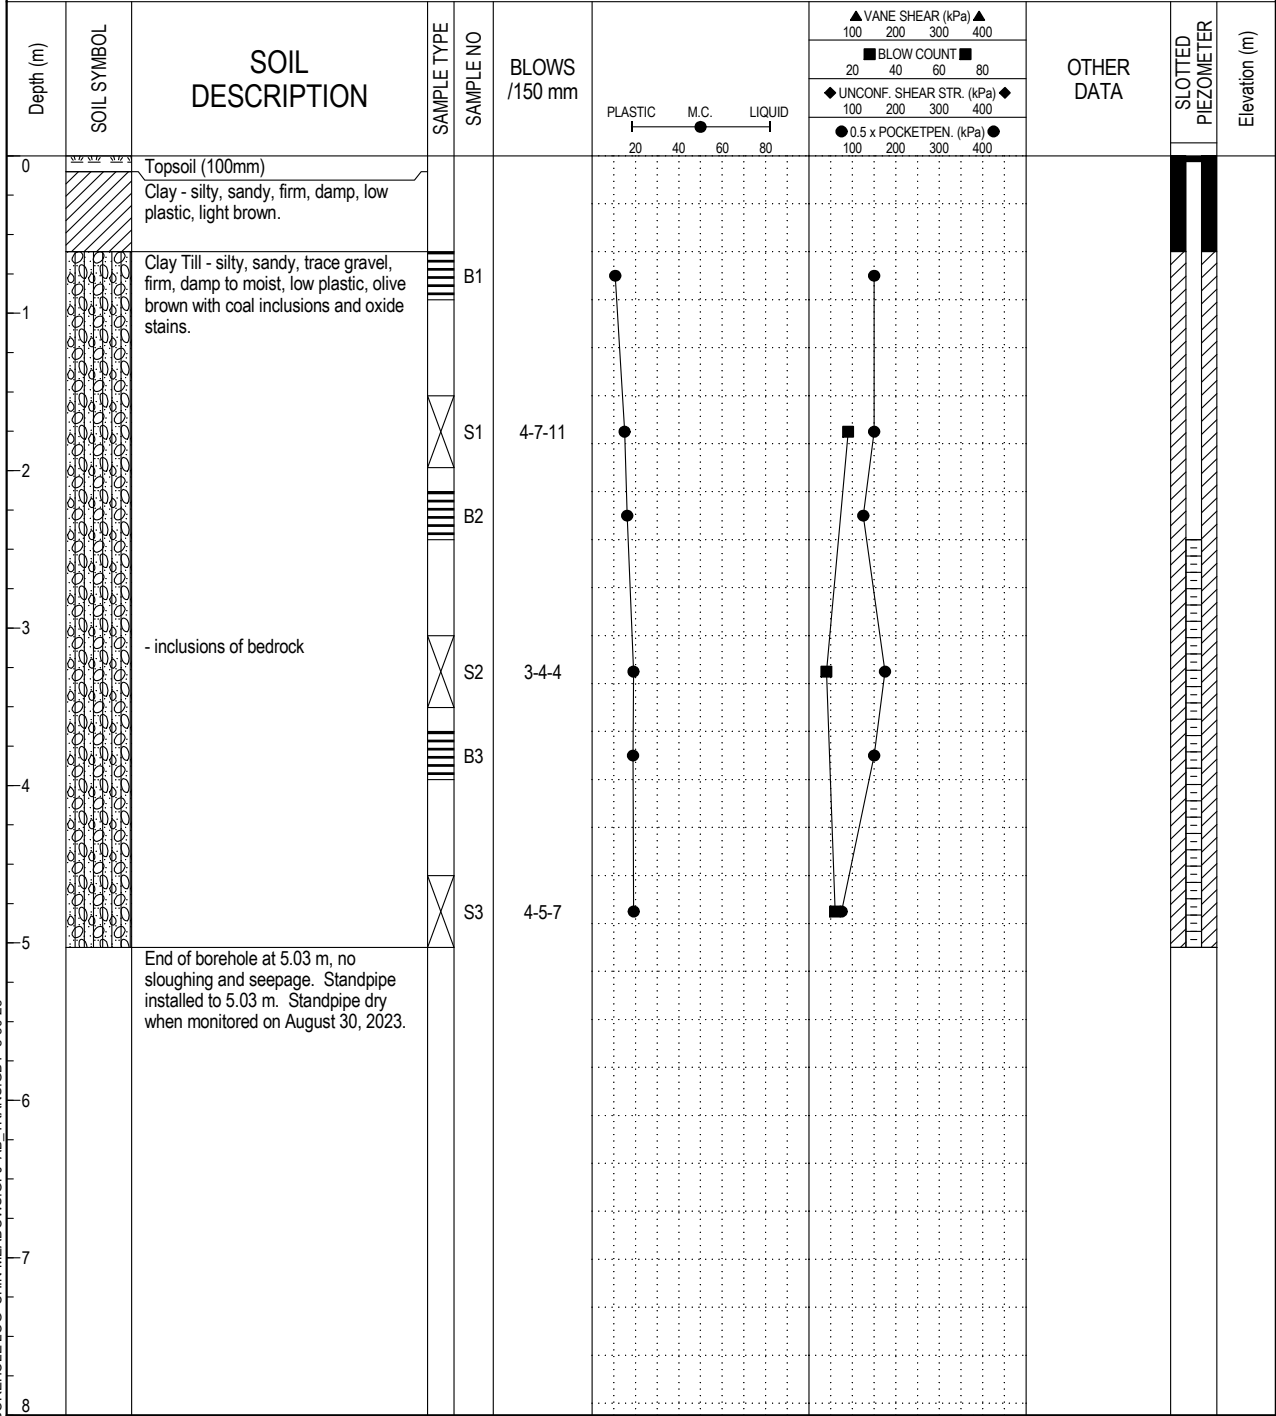 Depth (m)
SOIL SYMBOL
SOIL
DESCRIPTION
SAMPLE TYPE
SAMPLE NO
BLOWS
/150 mm
PLASTIC M.C. LIQUID
20 40 60 80
▲ VANE SHEAR (kPa) ▲
100 200 300 400
■ BLOW COUNT ■
20 40 60 80
◆ UNCONF. SHEAR STR. (kPa) ◆
100 200 300 400
● 0.5 x POCKETPEN. (kPa) ●
100 200 300 400
OTHER
DATA
SLOTTED
PIEZOMETER
Elevation (m)
0
Topsoil (100mm)
Clay - silty, sandy, firm, damp, low
plastic, light brown.
Clay Till - silty, sandy, trace gravel,
firm, damp to moist, low plastic, olive
brown with coal inclusions and oxide
stains.
B1
1
S1 4-7-11
2
B2
3
- inclusions of bedrock
S2 3-4-4
B3
4
S3 4-5-7
5
End of borehole at 5.03 m, no
sloughing and seepage. Standpipe
installed to 5.03 m. Standpipe dry
when monitored on August 30, 2023.
6
7
8